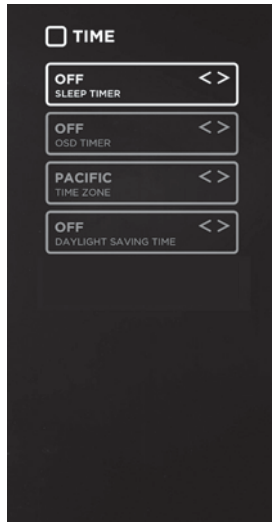 TIME
OFF < >
SLEEP TIMER
OFF < >
OSD TIMER
PACIFIC < >
TIME ZONE
OFF < >
DAYLIGHT SAVING TIME